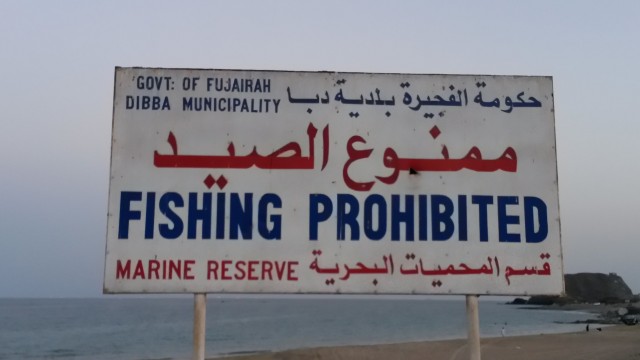 GOVT: OF FUJAIRAH
DIBBA MUNICIPALITY
حكومة الفجيرة بلدية دبا
ممنوع الصيد
FISHING PROHIBITED
MARINE RESERVE قسم المحميات البحرية